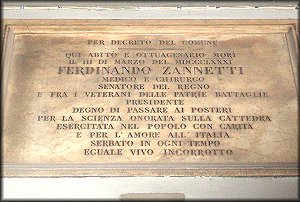 PER DECRETO DEL COMUNE
QUI ABITÒ E OTTUAGENARIO MORÌ
IL III DI MARZO DEL MDCCCLXXXI
FERDINANDO ZANNETTI
MEDICO E CHIRURGO
SENATORE DEL REGNO
E FRA I VETERANI DELLE PATRIE BATTAGLIE
PRESIDENTE
DEGNO DI PASSARE AI POSTERI
PER LA SCIENZA ONORATA SULLA CATTEDRA
ESERCITATA NEL POPOLO CON CARITÀ
E PER L'AMORE ALL'ITALIA
SERBATO IN OGNI TEMPO
EGUALE VIVO INCORROTTO